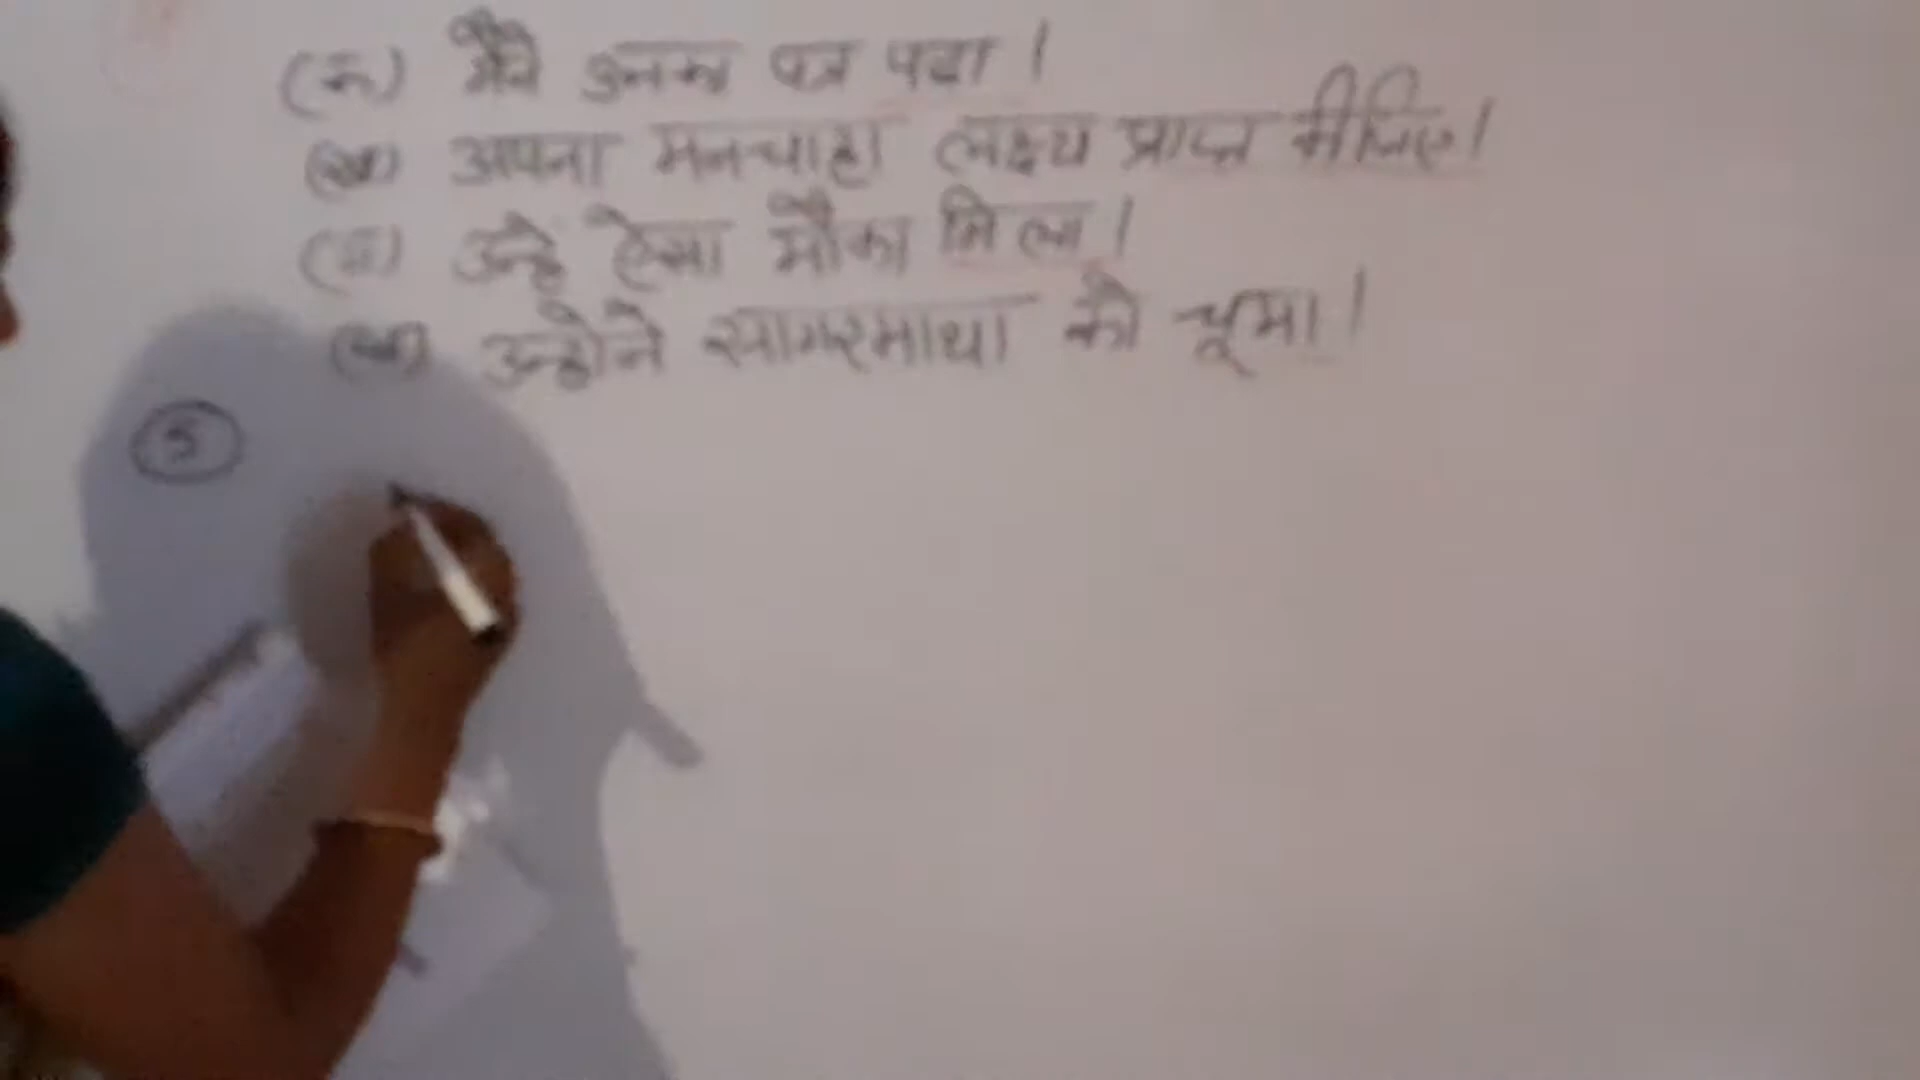 (क) मैंने उनका पत्र पढा ।
(ख) अपना मनचाहा लक्ष्य प्राप्त कीजिए ।
(ग) उन्हे ऐसा मौका मिला ।
(घ) उन्होने सागरमाथा को चूमा ।
5